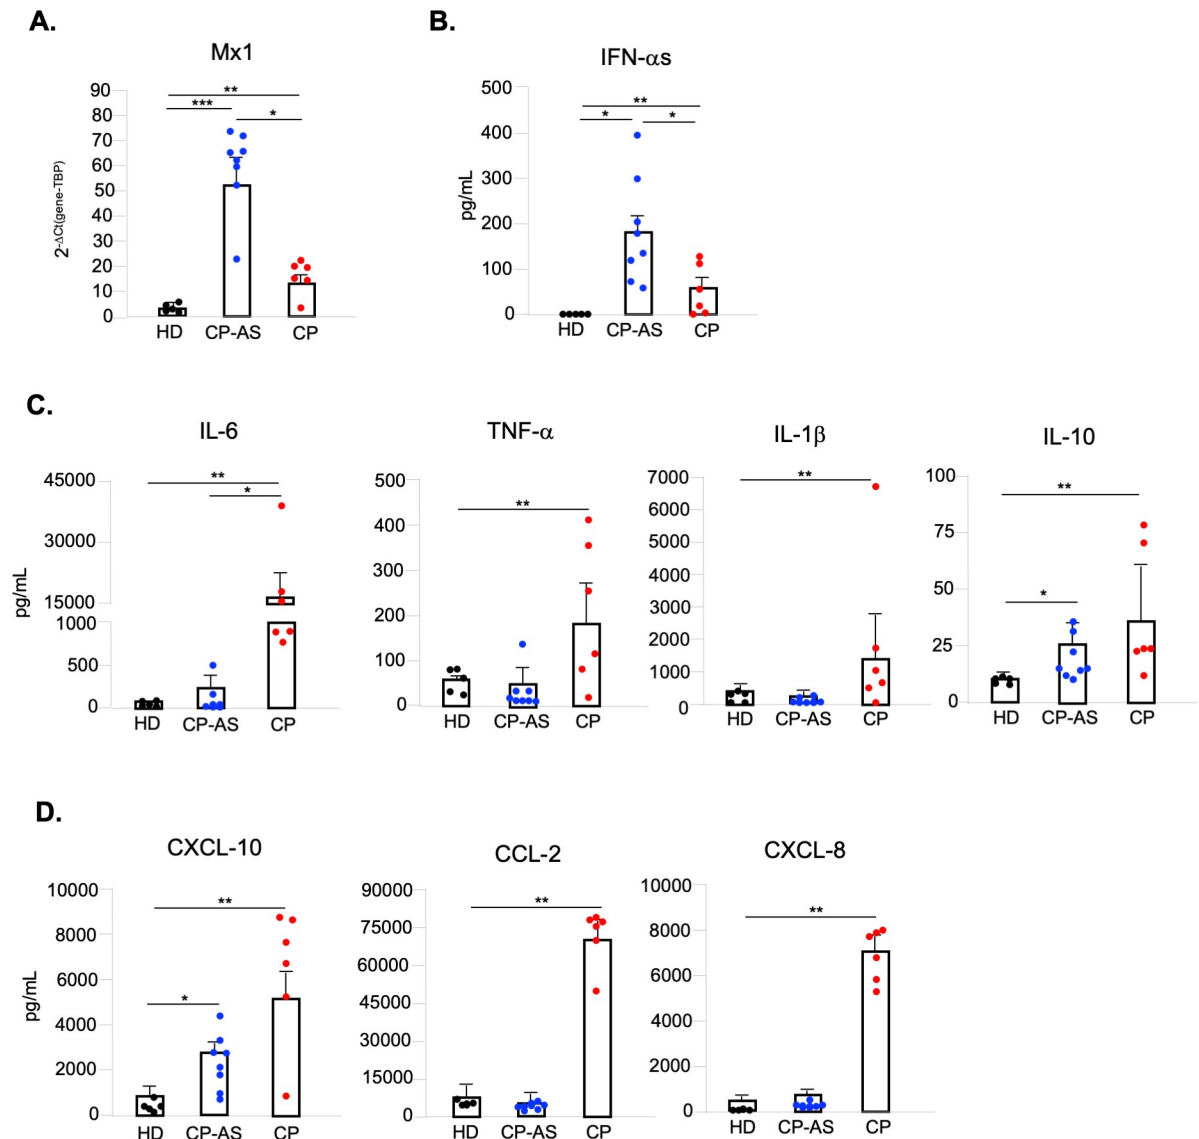 A.
Mx1
2-ΔCt(gene-TBP)
90
80
70
60
50
40
30
20
10
0
**
***
*
HD CP-AS CP
B.
IFN-αs
pg/mL
500
400
300
200
100
0
**
*
*
HD CP-AS CP
C.
IL-6
pg/mL
45000
30000
15000
1000
500
0
**
*
HD CP-AS CP
TNF-α
500
400
300
200
100
0
**
HD CP-AS CP
IL-1β
7000
6000
5000
4000
3000
2000
1000
0
**
HD CP-AS CP
IL-10
100
75
50
25
0
**
*
HD CP-AS CP
D.
CXCL-10
pg/mL
10000
8000
6000
4000
2000
0
**
*
HD CP-AS CP
CCL-2
90000
75000
60000
45000
30000
15000
0
**
HD CP-AS CP
CXCL-8
10000
8000
6000
4000
2000
0
**
HD CP-AS CP